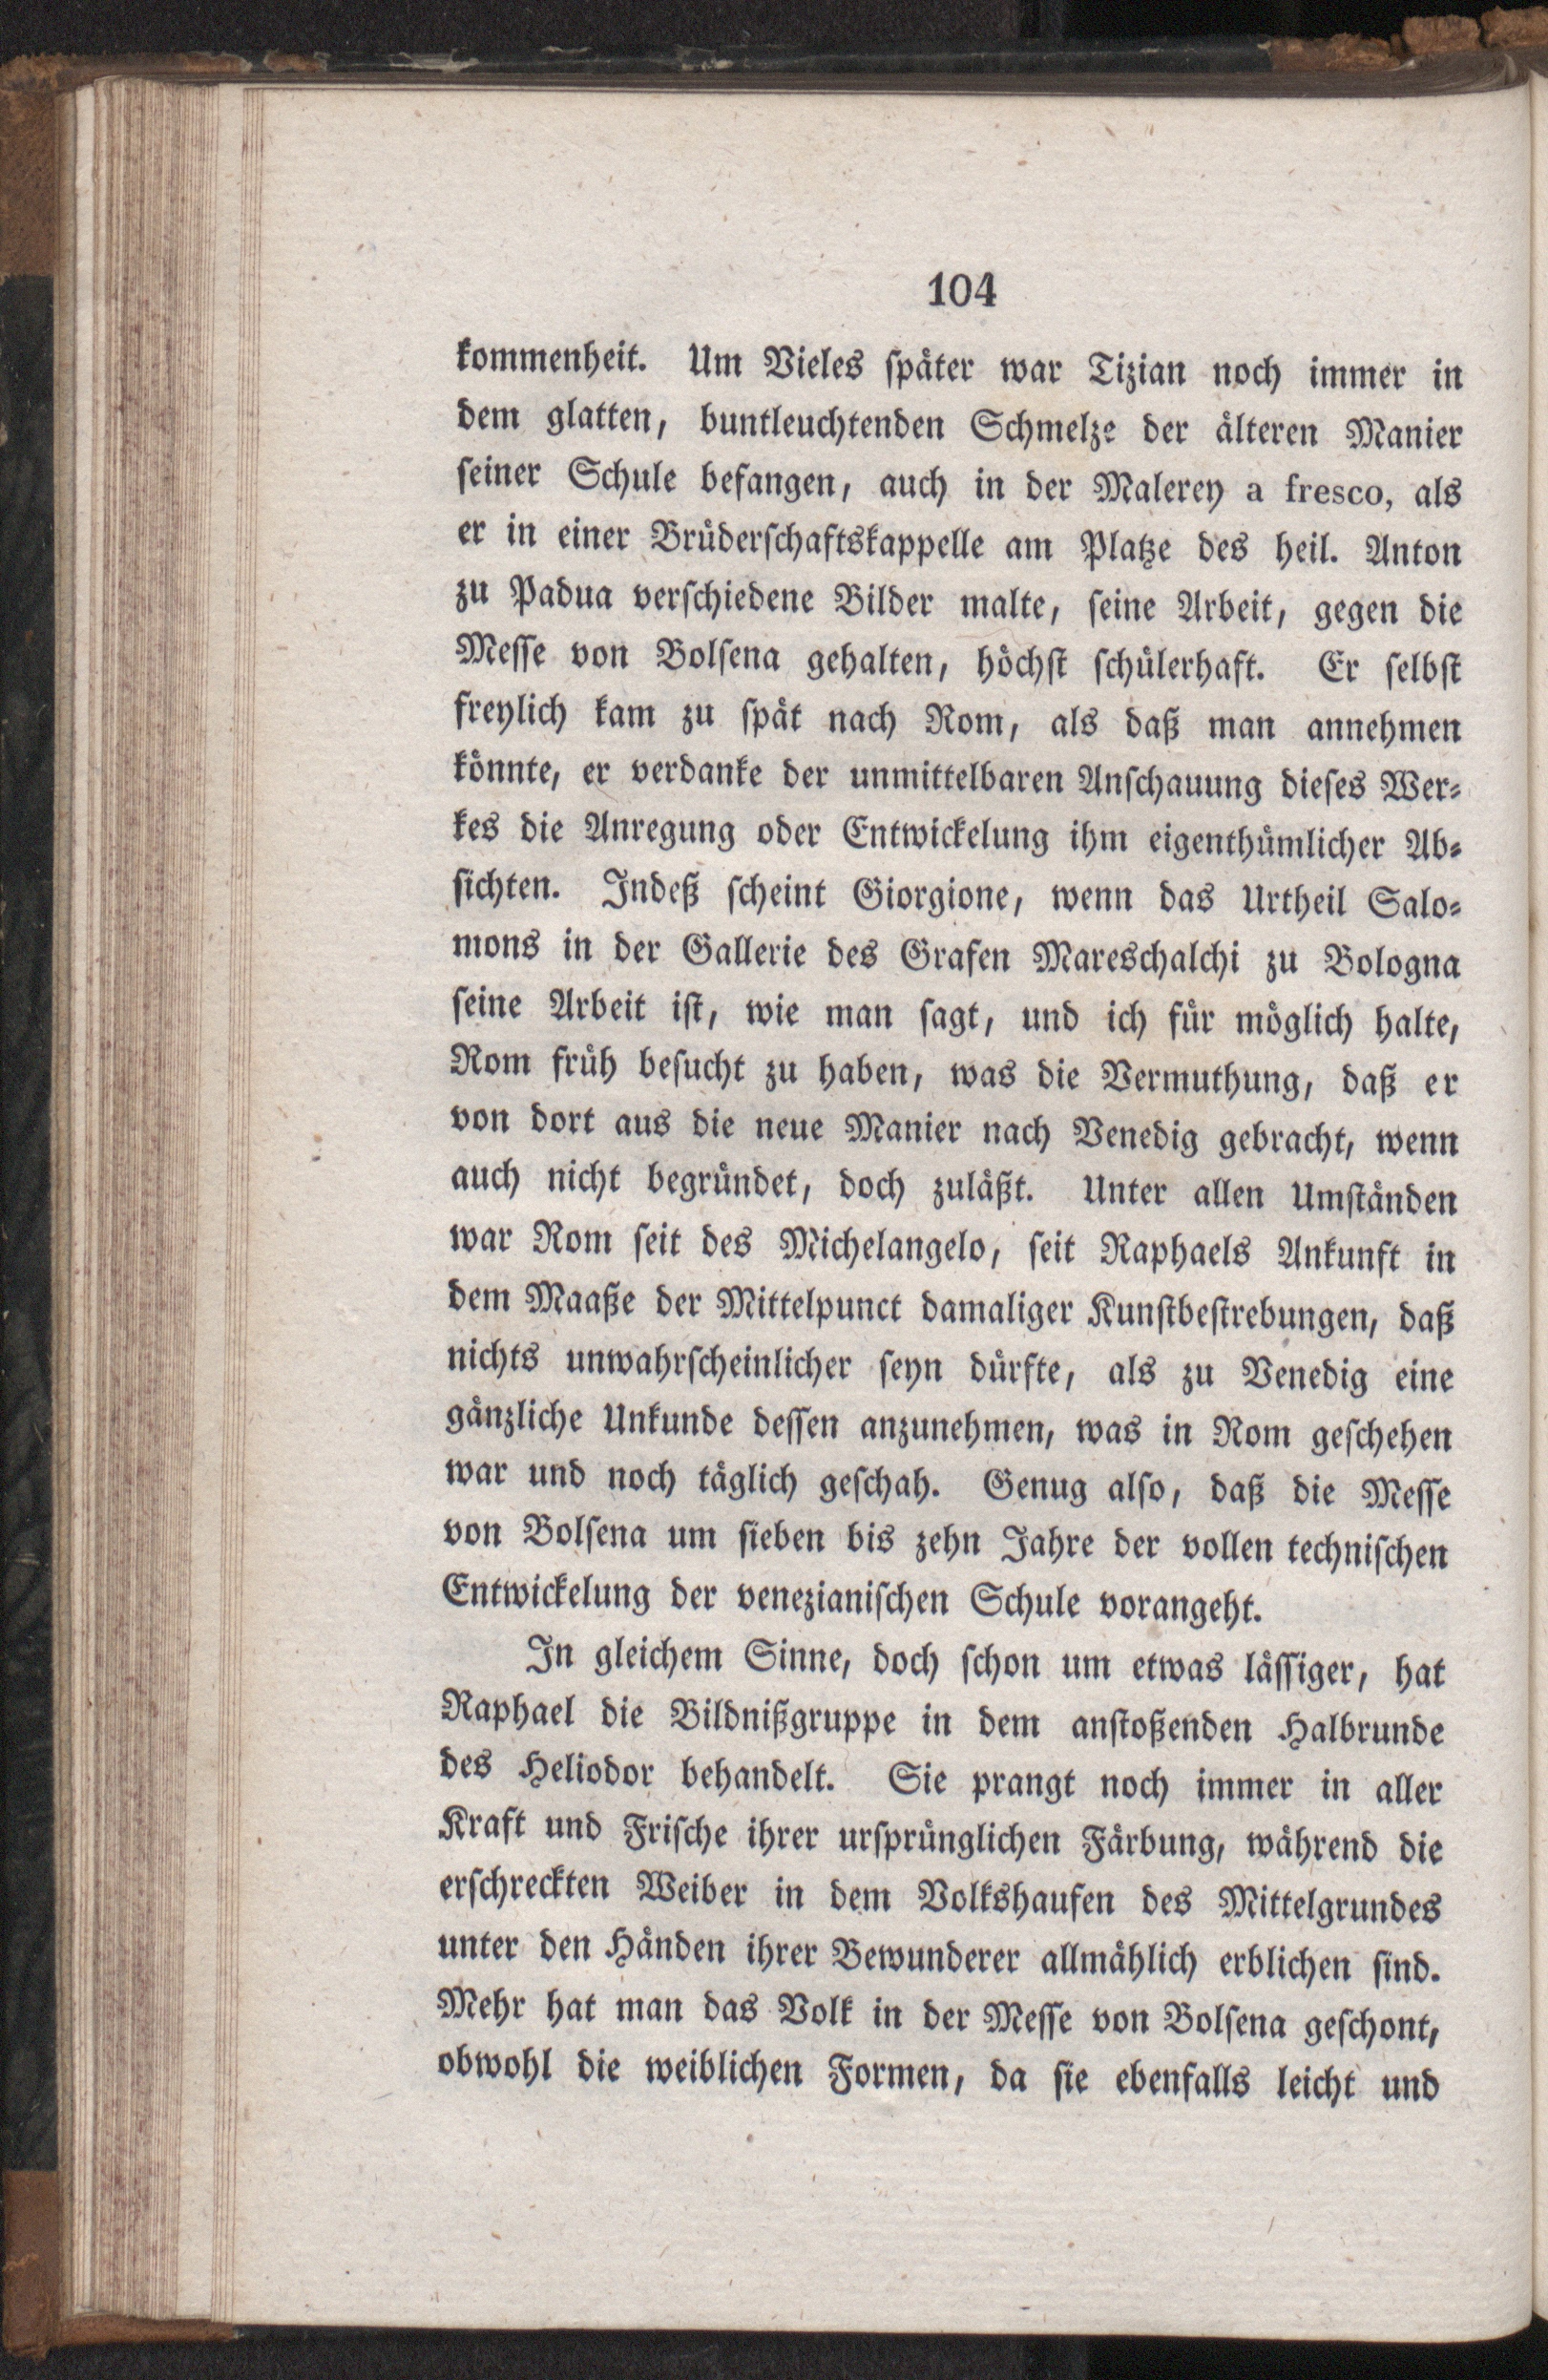 104
kommenheit. Um Vieles ſpäter war Tizian noch immer in
dem glatten, buntleuchtenden Schmelze der älteren Manier
ſeiner Schule befangen, auch in der Malerey a fresco, als
er in einer Brüderſchaftskappelle am Platze des heil. Anton
zu Padua verſchiedene Bilder malte, ſeine Arbeit, gegen die
Meſſe von Bolſena gehalten, höchſt ſchülerhaft. Er ſelbſt
freylich kam zu ſpät nach Rom, als daß man annehmen
könnte, er verdanke der unmittelbaren Anſchauung dieſes Wer⸗
kes die Anregung oder Entwickelung ihm eigenthümlicher Ab⸗
ſichten. Indeß ſcheint Giorgione, wenn das Urtheil Salo⸗
mons in der Gallerie des Grafen Mareschalchi zu Bologna
ſeine Arbeit iſt, wie man ſagt, und ich für möglich halte,
Rom früh beſucht zu haben, was die Vermuthung, daß er
von dort aus die neue Manier nach Venedig gebracht, wenn
auch nicht begründet, doch zuläßt. Unter allen Umſtänden
war Rom ſeit des Michelangelo, ſeit Raphaels Ankunft in
dem Maaße der Mittelpunct damaliger Kunſtbeſtrebungen, daß
nichts unwahrſcheinlicher ſeyn dürfte, als zu Venedig eine
gänzliche Unkunde deſſen anzunehmen, was in Rom geſchehen
war und noch täglich geſchah. Genug alſo, daß die Meſſe
von Bolſena um ſieben bis zehn Jahre der vollen techniſchen
Entwickelung der venezianiſchen Schule vorangeht.
In gleichem Sinne, doch ſchon um etwas läſſiger, hat
Raphael die Bildnißgruppe in dem anſtoßenden Halbrunde
des Heliodor behandelt. Sie prangt noch immer in aller
Kraft und Friſche ihrer urſprünglichen Färbung, während die
erſchreckten Weiber in dem Volkshaufen des Mittelgrundes
unter den Händen ihrer Bewunderer allmählich erblichen ſind.
Mehr hat man das Volk in der Meſſe von Bolſena geſchont,
obwohl die weiblichen Formen, da ſie ebenfalls leicht und